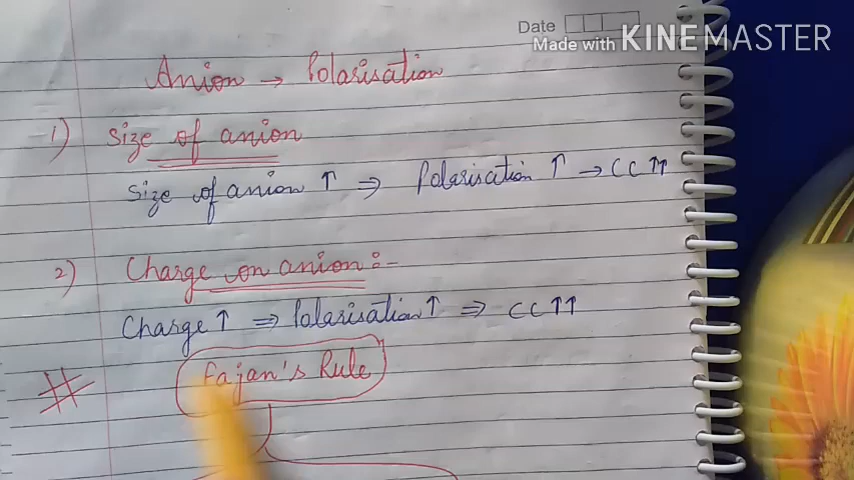 Date
Made with KINEMASTER
Anion → Polarisation
1) Size of anion
Size of anion ↑ ⇒ Polarisation ↑ → CC ↑↑
2) Charge on anion :-
Charge ↑ ⇒ Polarisation ↑ ⇒ CC ↑↑
# Fajan's Rule